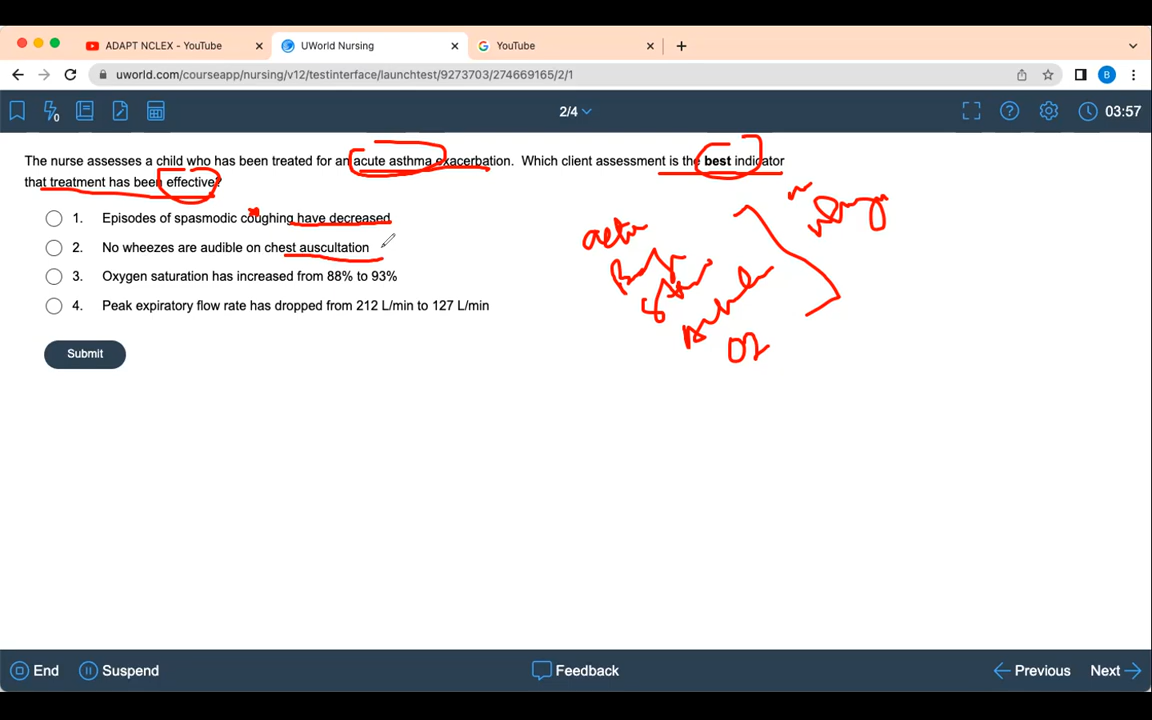 ADAPT NCLEX - YouTube
UWorld Nursing
YouTube
uworld.com/courseapp/nursing/v12/testinterface/launchtest/9273703/274669165/2/1
B
0
2/4
03:57
The nurse assesses a child who has been treated for an acute asthma exacerbation. Which client assessment is the best indicator
that treatment has been effective?
1. Episodes of spasmodic coughing have decreased
2. No wheezes are audible on chest auscultation
3. Oxygen saturation has increased from 88% to 93%
4. Peak expiratory flow rate has dropped from 212 L/min to 127 L/min
O2
Submit
End
Suspend
Feedback
Previous
Next